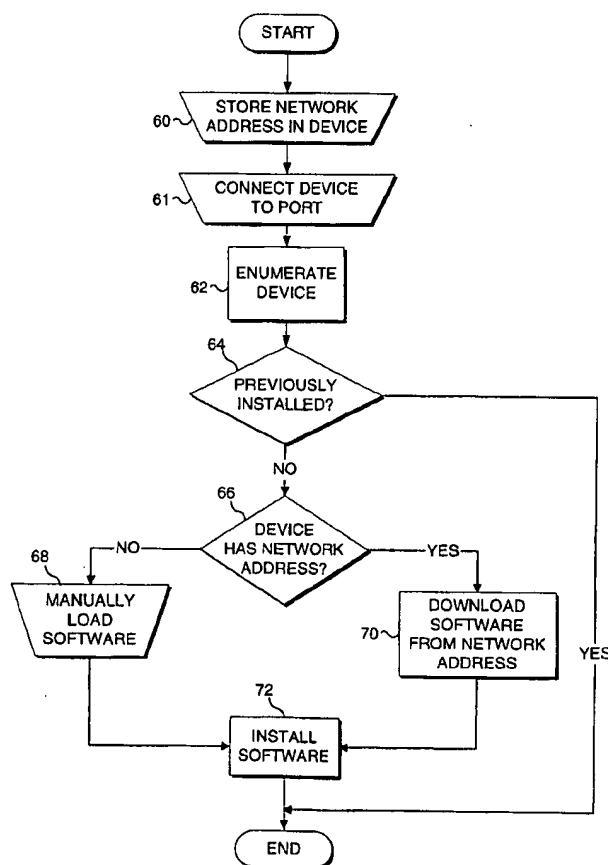 START
60
STORE NETWORK
ADDRESS IN DEVICE
61
CONNECT DEVICE
TO PORT
62
ENUMERATE
DEVICE
64
PREVIOUSLY
INSTALLED?
NO
66
DEVICE
HAS NETWORK
ADDRESS?
NO
YES
68
MANUALLY
LOAD
SOFTWARE
70
DOWNLOAD
SOFTWARE
FROM NETWORK
ADDRESS
YES
72
INSTALL
SOFTWARE
END